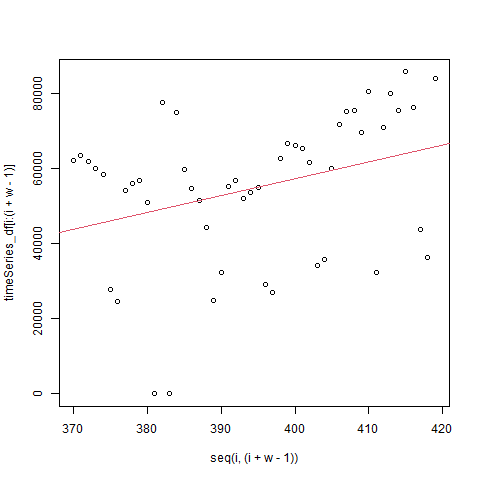 80000
60000
40000
20000
0
timeSeries_df[i:(i + w - 1)]
370 380 390 400 410 420
seq(i, (i + w - 1))